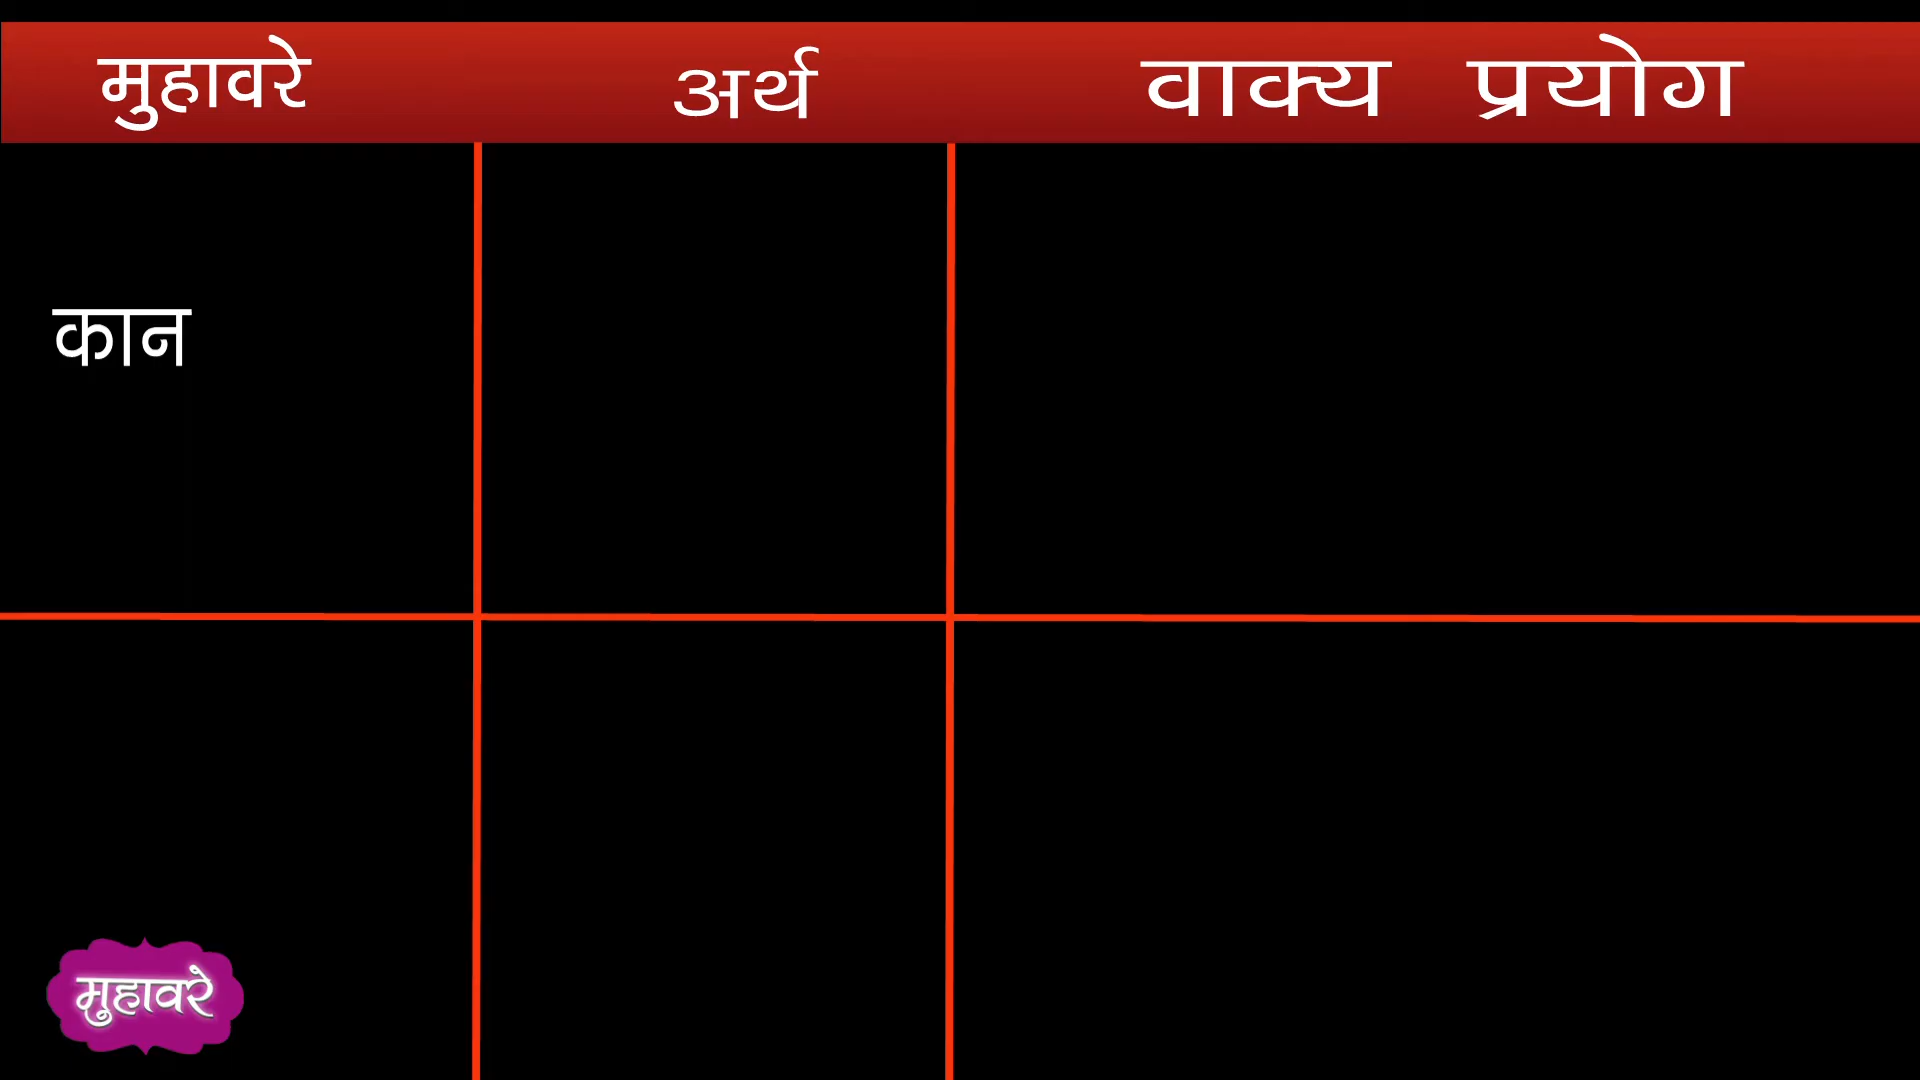 मुहावरे अर्थ वाक्य प्रयोग
कान
मुहावरे